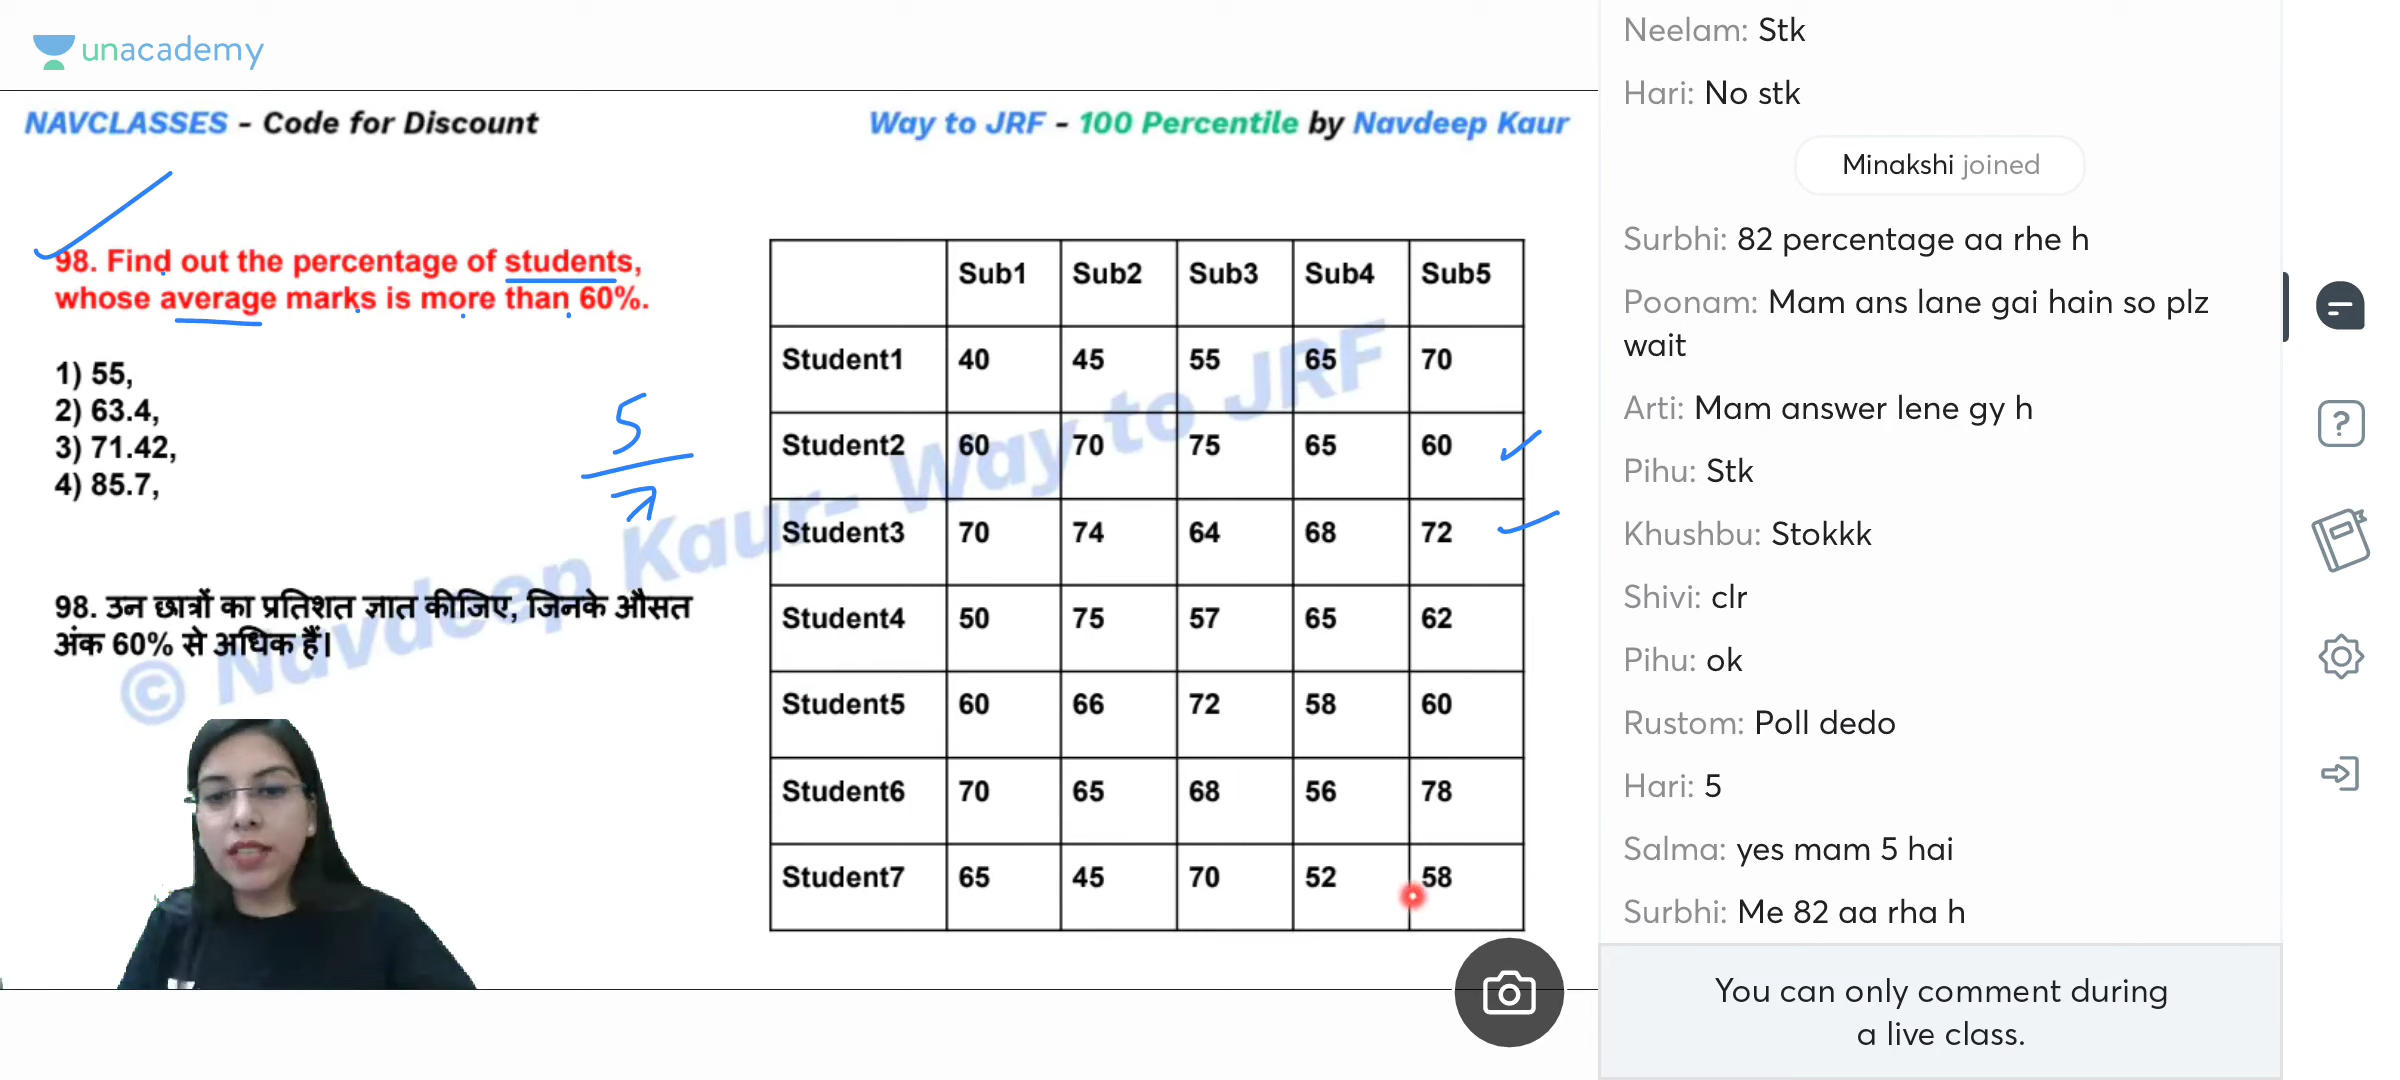 unacademy
NAVCLASSES - Code for Discount
Way to JRF - 100 Percentile by Navdeep Kaur
98. Find out the percentage of students,
whose average marks is more than 60%.
1) 55,
2) 63.4,
3) 71.42,
4) 85.7,
5
7
98. उन छात्रों का प्रतिशत ज्ञात कीजिए, जिनके औसत
अंक 60% से अधिक हैं।
© Navdeep Kaur- Way to JRF
Sub1 Sub2 Sub3 Sub4 Sub5
Student1 40 45 55 65 70
Student2 60 70 75 65 60
Student3 70 74 64 68 72
Student4 50 75 57 65 62
Student5 60 66 72 58 60
Student6 70 65 68 56 78
Student7 65 45 70 52 58
Neelam: Stk
Hari: No stk
Minakshi joined
Surbhi: 82 percentage aa rhe h
Poonam: Mam ans lane gai hain so plz
wait
Arti: Mam answer lene gy h
Pihu: Stk
Khushbu: Stokkk
Shivi: clr
Pihu: ok
Rustom: Poll dedo
Hari: 5
Salma: yes mam 5 hai
Surbhi: Me 82 aa rha h
You can only comment during
a live class.
?